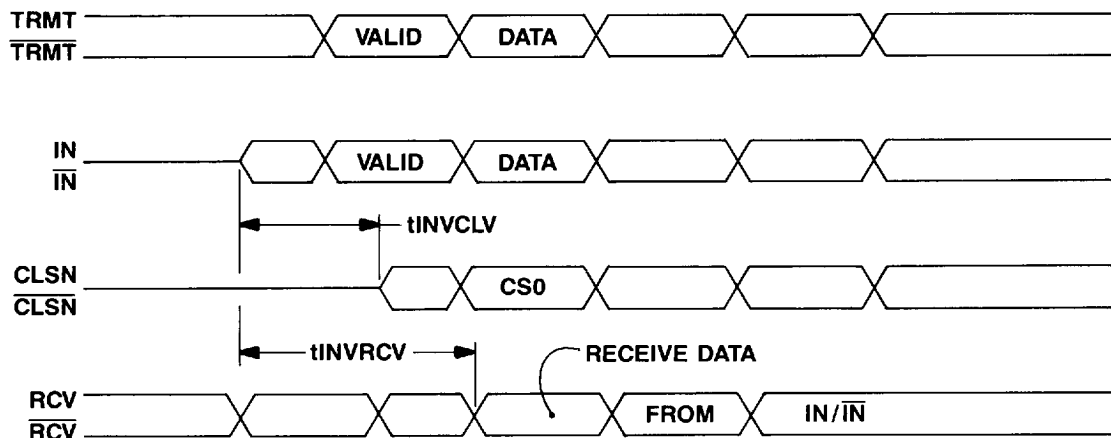 TRMT
TRMT
VALID DATA
IN
IN
VALID DATA
tINVCLV
CLSN
CLSN
CS0
tINVRCV
RECEIVE DATA
RCV
RCV
FROM IN/IN